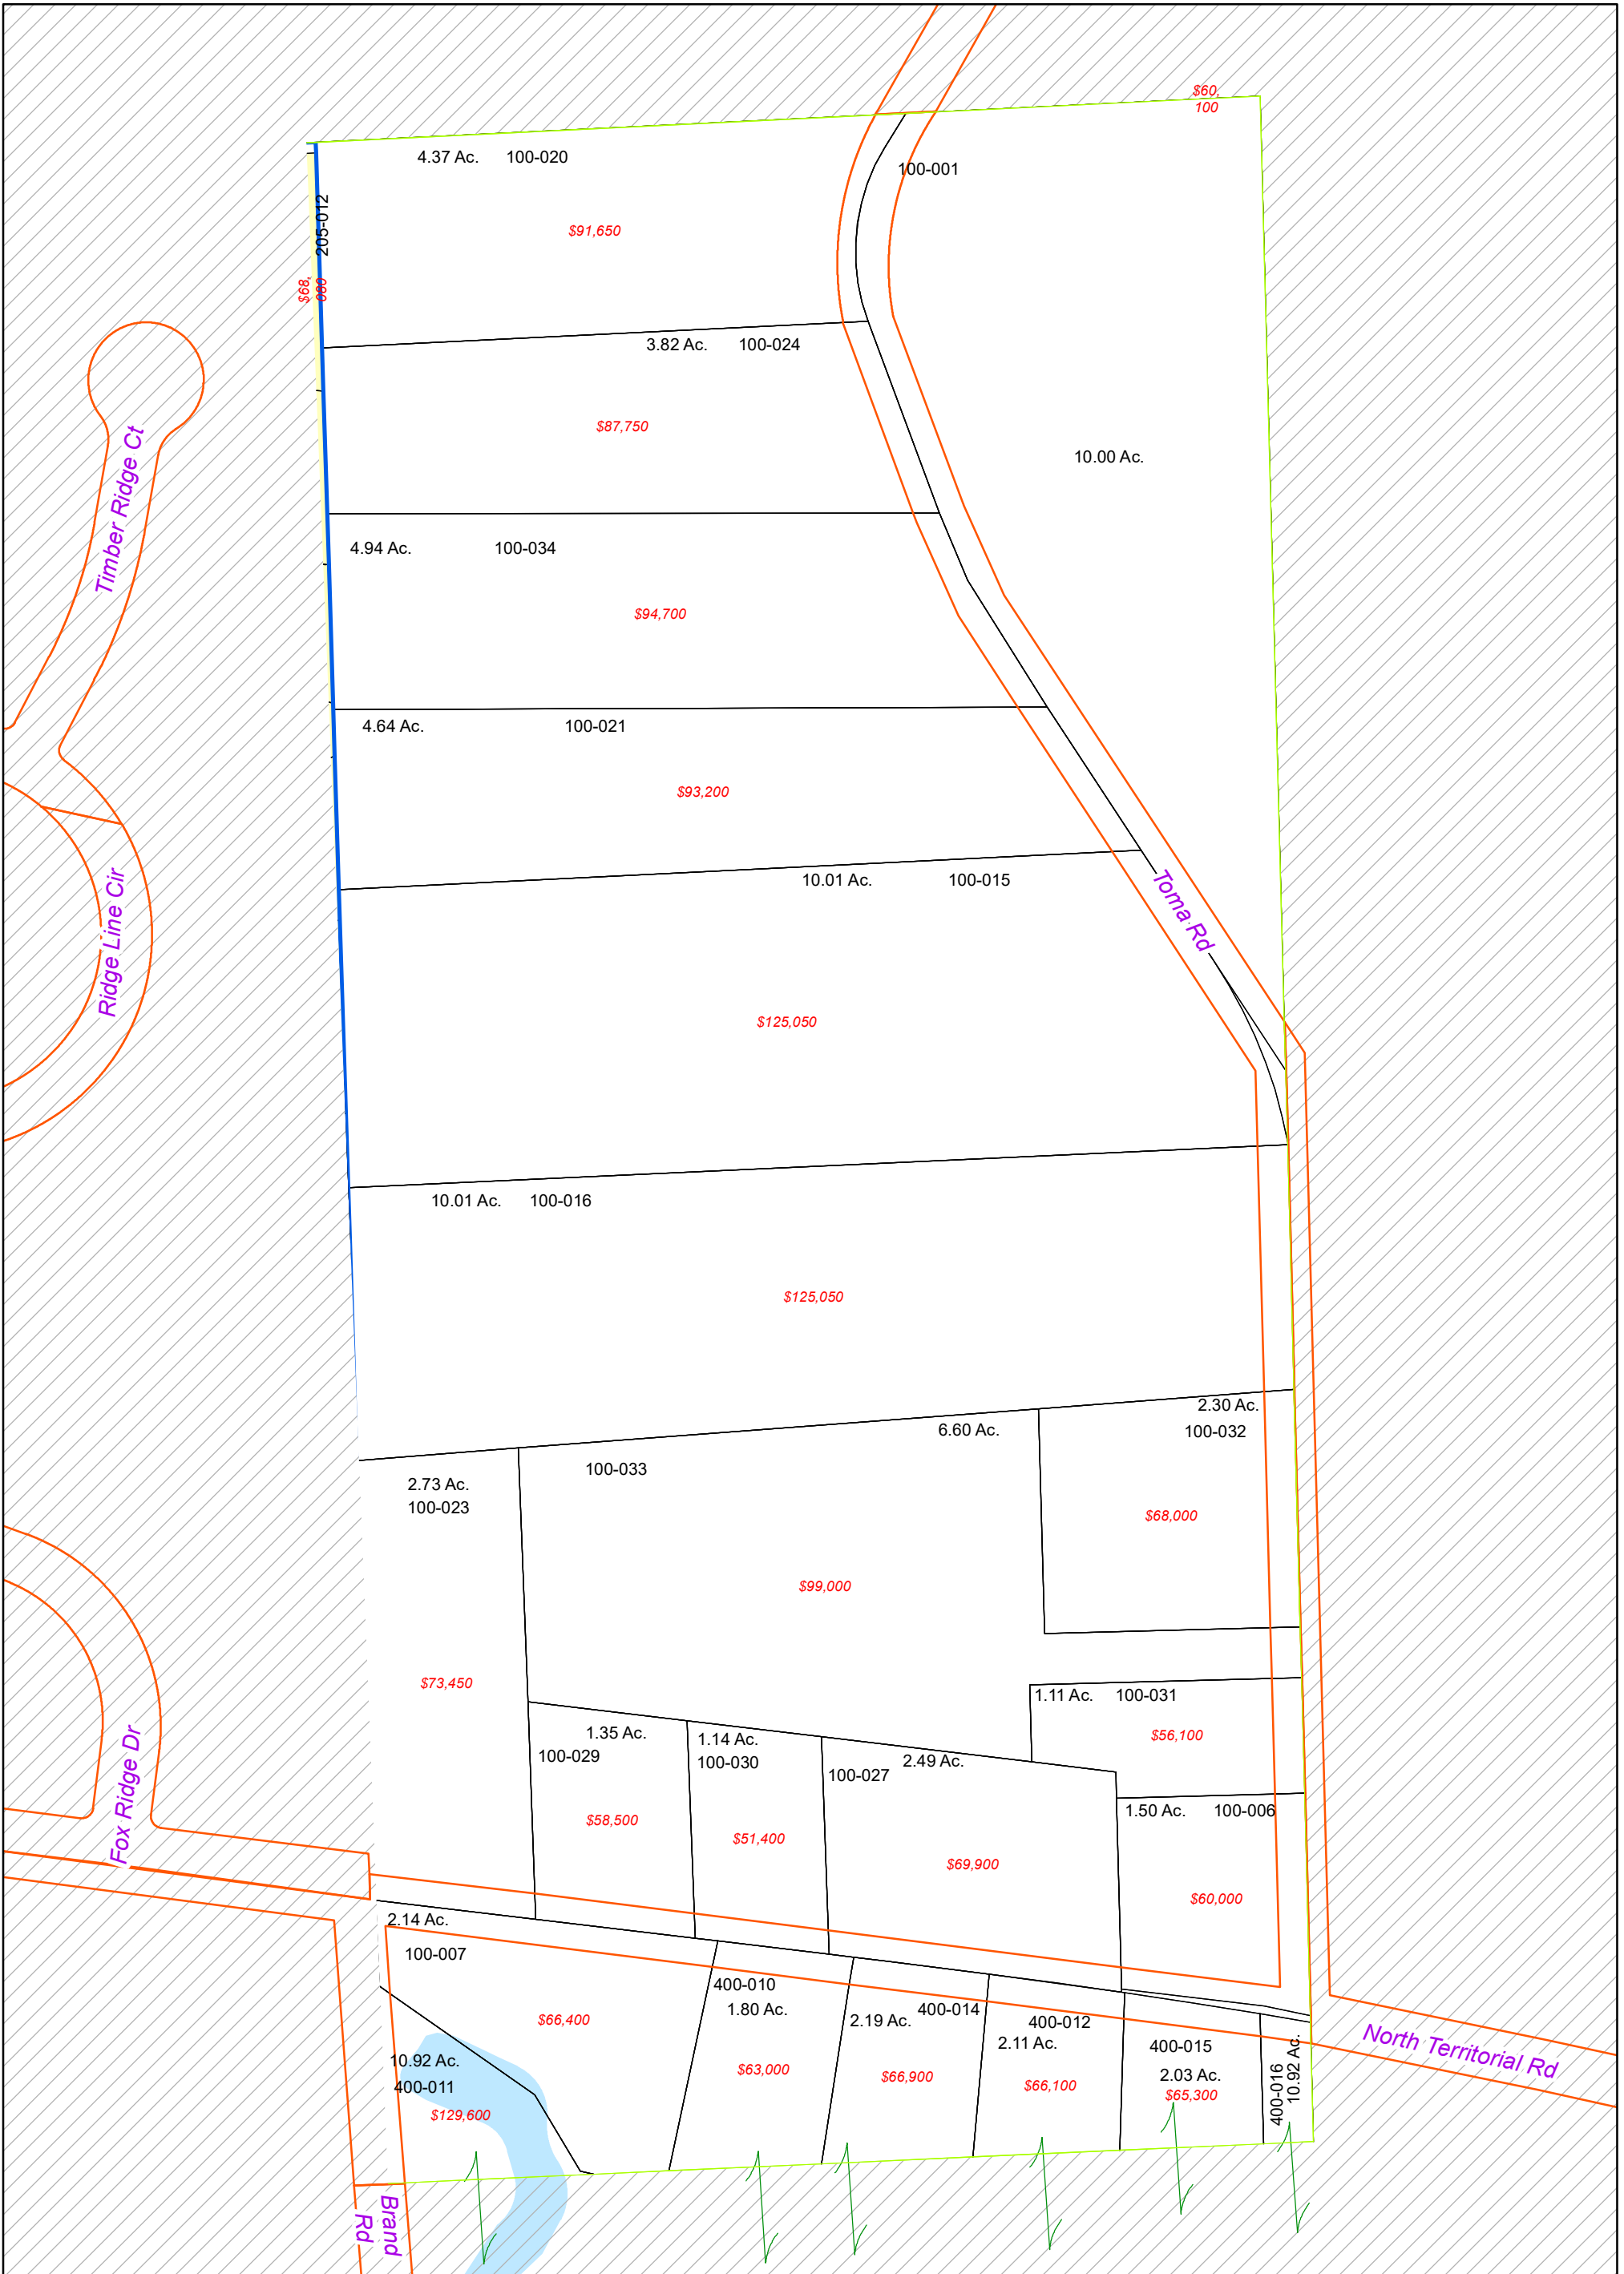 $60,
100
4.37 Ac. 100-020
100-001
205-012
$91,650
$68,
3.82 Ac. 100-024
$87,750
10.00 Ac.
Timber Ridge Ct
4.94 Ac. 100-034
$94,700
4.64 Ac. 100-021
$93,200
10.01 Ac. 100-015
Toma Rd
Ridge Line Cir
$125,050
10.01 Ac. 100-016
$125,050
2.30 Ac.
6.60 Ac. 100-032
100-033
2.73 Ac.
100-023
$68,000
$99,000
$73,450
1.11 Ac. 100-031
1.35 Ac. 1.14 Ac. $56,100
100-029 100-030 2.49 Ac.
100-027
Fox Ridge Dr
1.50 Ac. 100-006
$58,500 $51,400
$69,900
$60,000
2.14 Ac.
100-007
400-010
1.80 Ac. 400-014
$66,400 2.19 Ac. 400-012
2.11 Ac. 400-015
North Territorial Rd
10.92 Ac.
400-011
$63,000 $66,900 $66,100
2.03 Ac.
$65,300
400-016
10.92 Ac.
$129,600
Brand
Rd